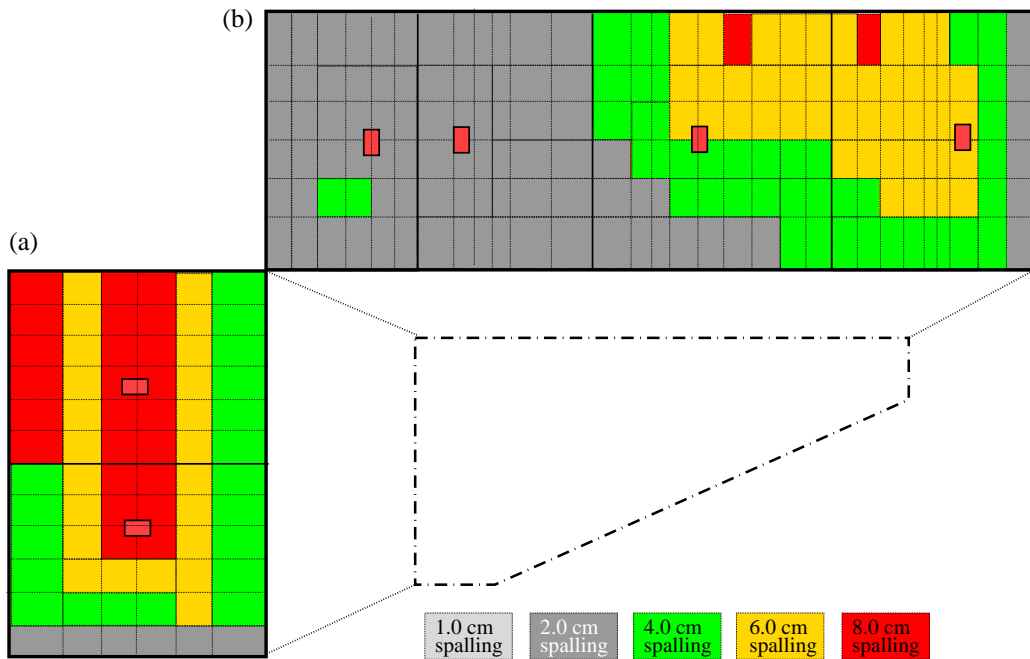 (b)
(a)
1.0 cm
spalling
2.0 cm
spalling
4.0 cm
spalling
6.0 cm
spalling
8.0 cm
spalling